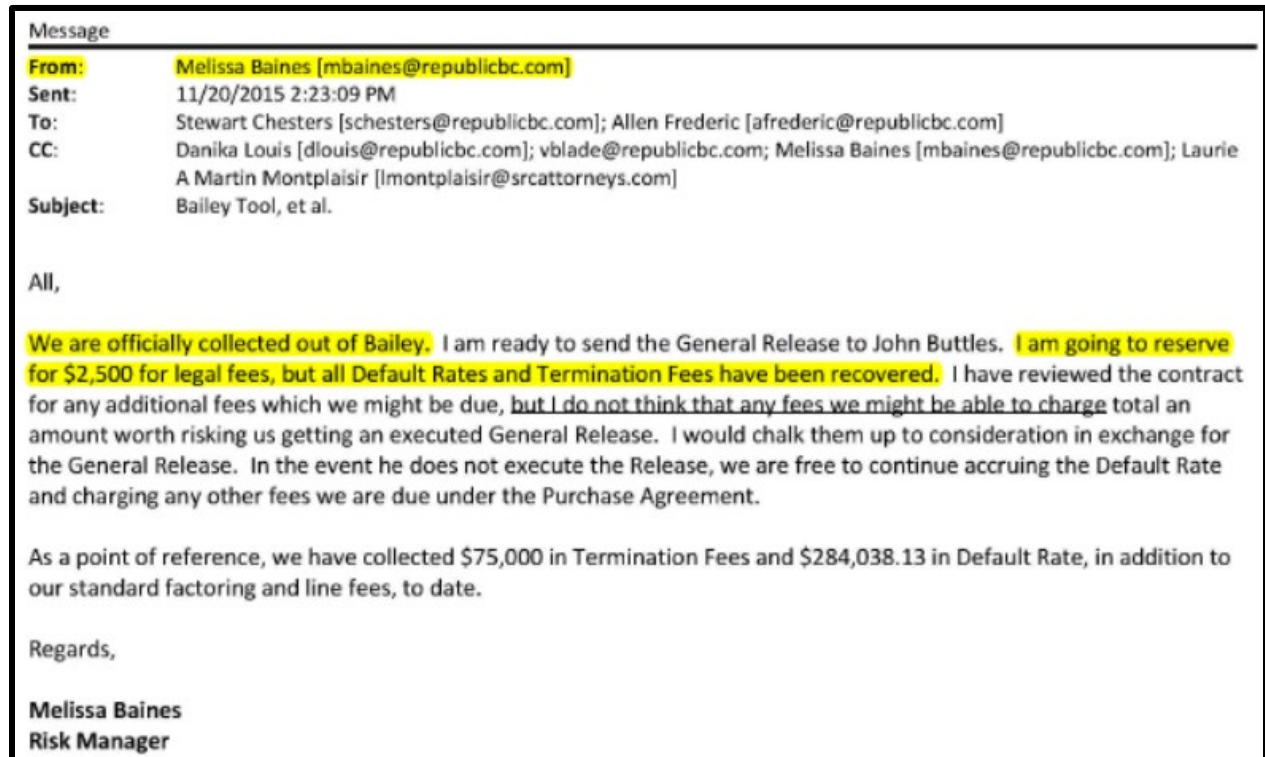 Message
From: Melissa Baines [mbaines@republicbc.com]
Sent: 11/20/2015 2:23:09 PM
To: Stewart Chesters [schesters@republicbc.com]; Allen Frederic [afrederic@republicbc.com]
CC: Danika Louis [dlouis@republicbc.com]; vblade@republicbc.com; Melissa Baines [mbaines@republicbc.com]; Laurie
A Martin Montplaisir [lmontplaisir@srcattorneys.com]
Subject: Bailey Tool, et al.
All,
We are officially collected out of Bailey. I am ready to send the General Release to John Buttles. I am going to reserve
for $2,500 for legal fees, but all Default Rates and Termination Fees have been recovered. I have reviewed the contract
for any additional fees which we might be due, but I do not think that any fees we might be able to charge total an
amount worth risking us getting an executed General Release. I would chalk them up to consideration in exchange for
the General Release. In the event he does not execute the Release, we are free to continue accruing the Default Rate
and charging any other fees we are due under the Purchase Agreement.
As a point of reference, we have collected $75,000 in Termination Fees and $284,038.13 in Default Rate, in addition to
our standard factoring and line fees, to date.
Regards,
Melissa Baines
Risk Manager